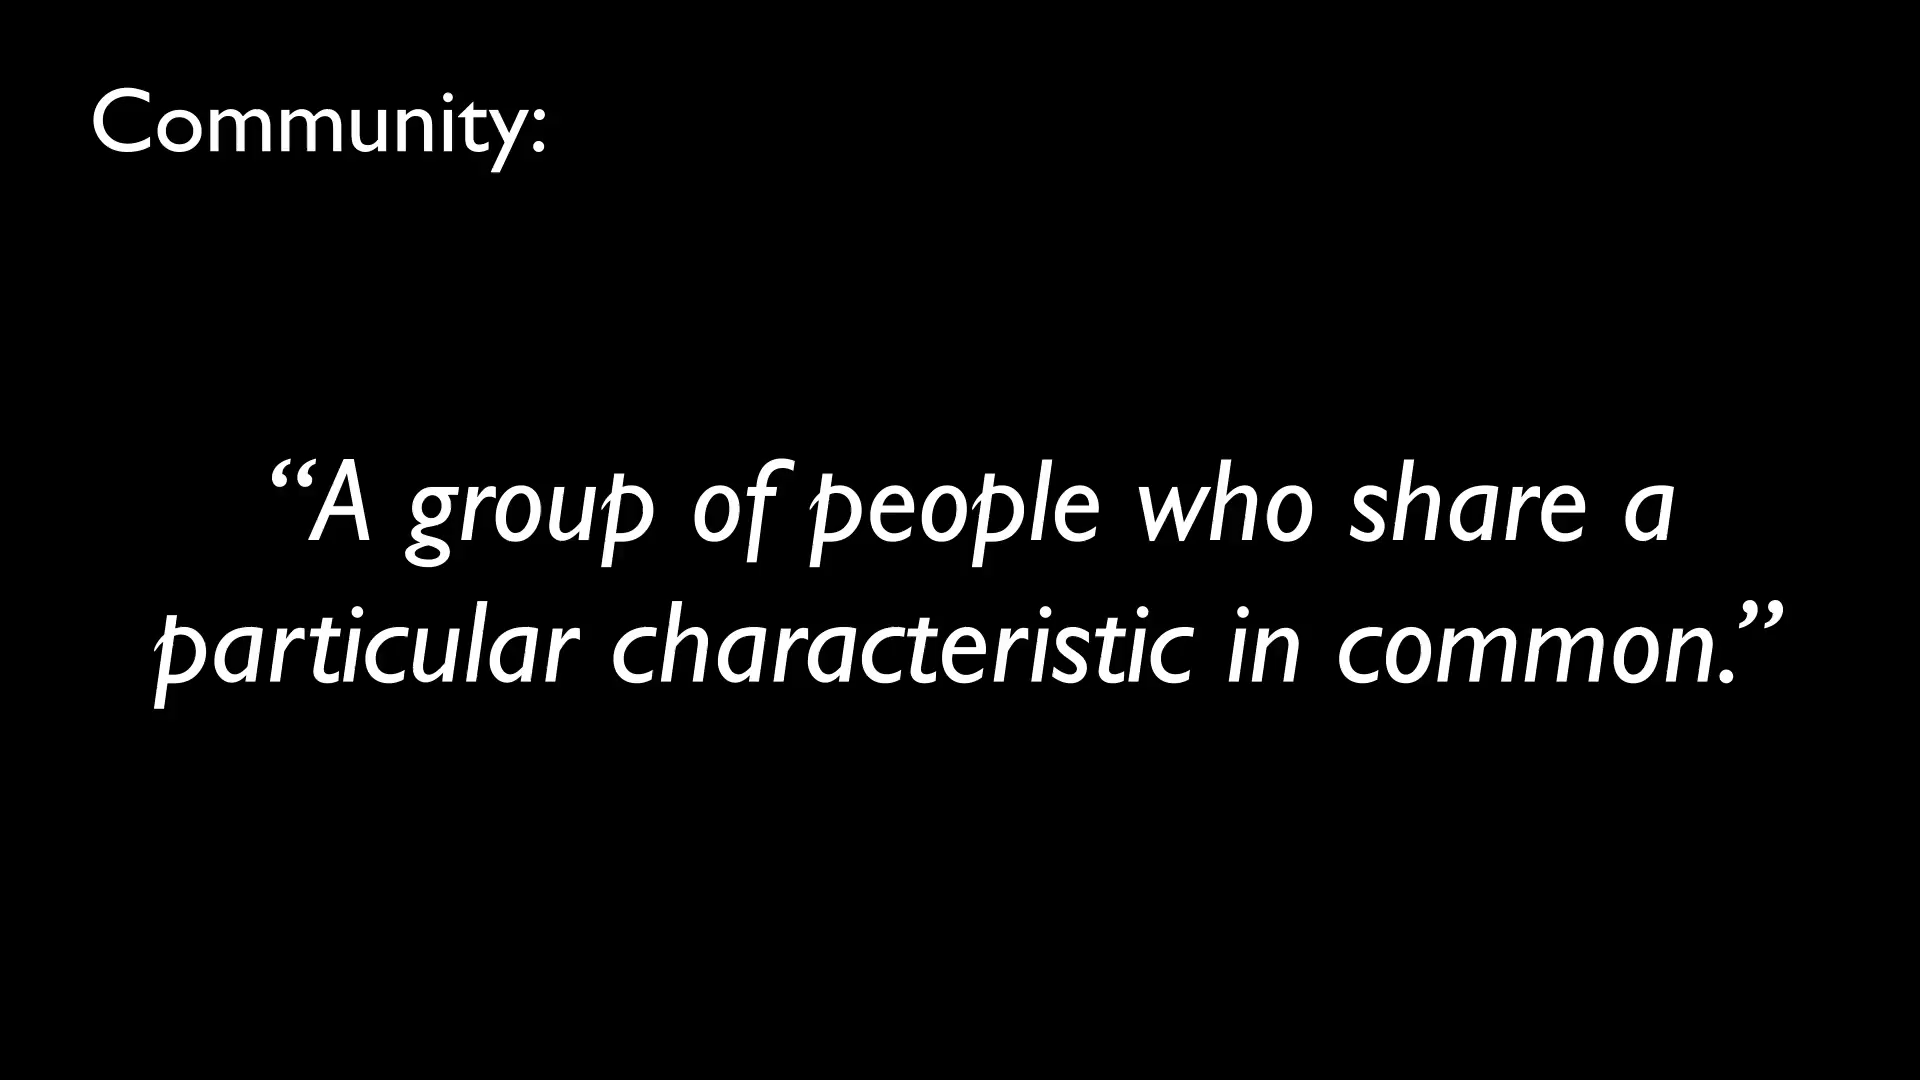 Community:
“A group of people who share a
particular characteristic in common.”